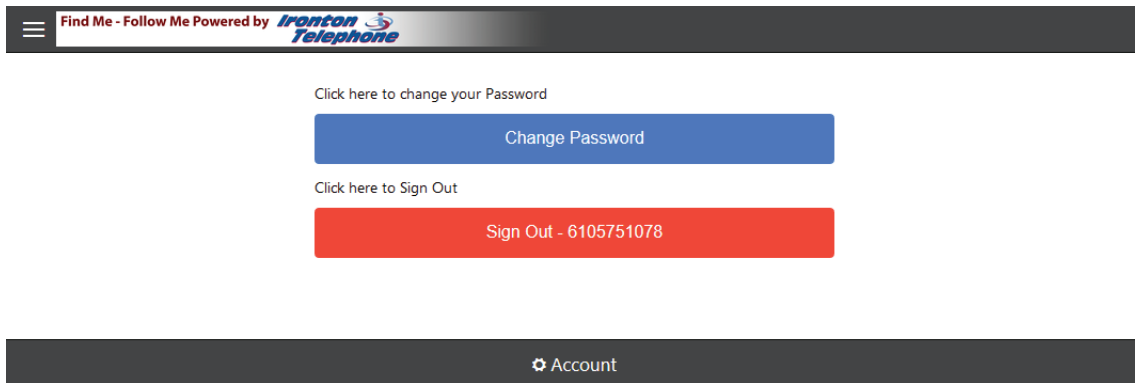 Find Me - Follow Me Powered by Ironton Telephone
Click here to change your Password
Change Password
Click here to Sign Out
Sign Out - 6105751078
Account